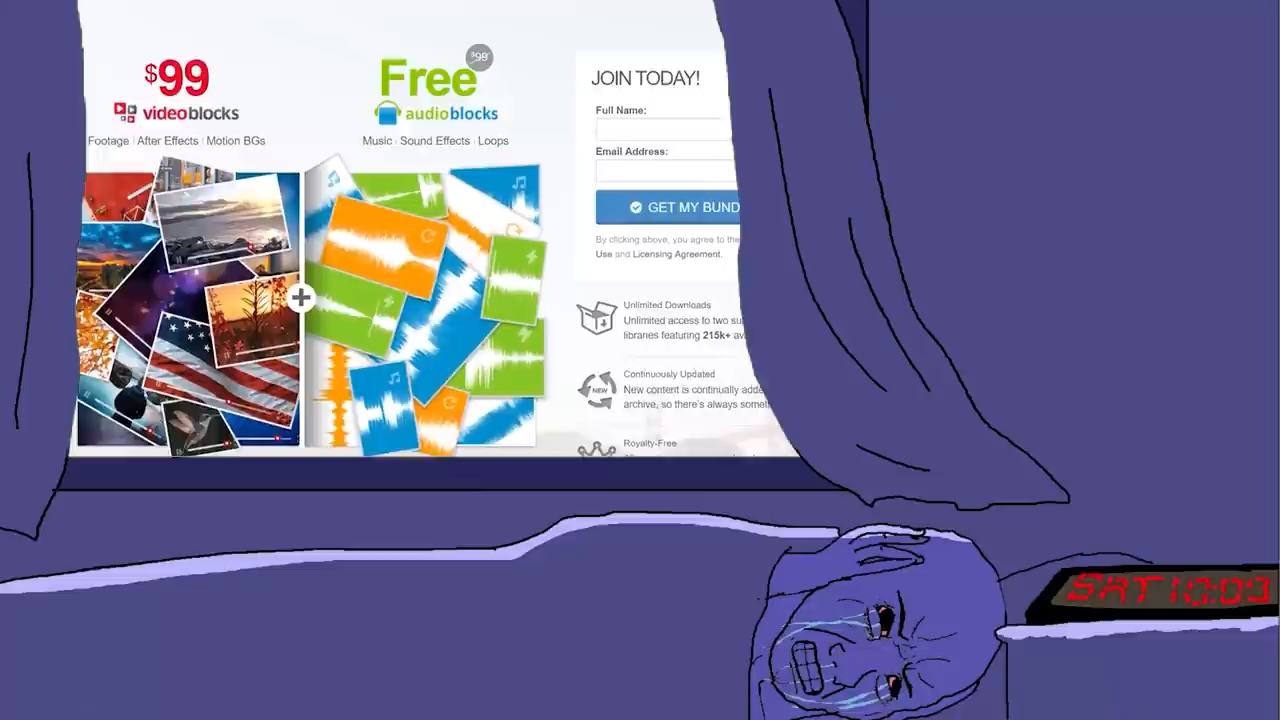 $99
videoblocks
Footage | After Effects | Motion BGs
Free
$98
audioblocks
Music | Sound Effects | Loops
JOIN TODAY!
Full Name:
Email Address:
GET MY BUND
By clicking above, you agree to the
Use and Licensing Agreement.
Unlimited Downloads
Unlimited access to two su
libraries featuring 215k+ av
NEW
Continuously Updated
New content is continually adde
archive, so there's always somet
Royalty-Free
SAT 10:09